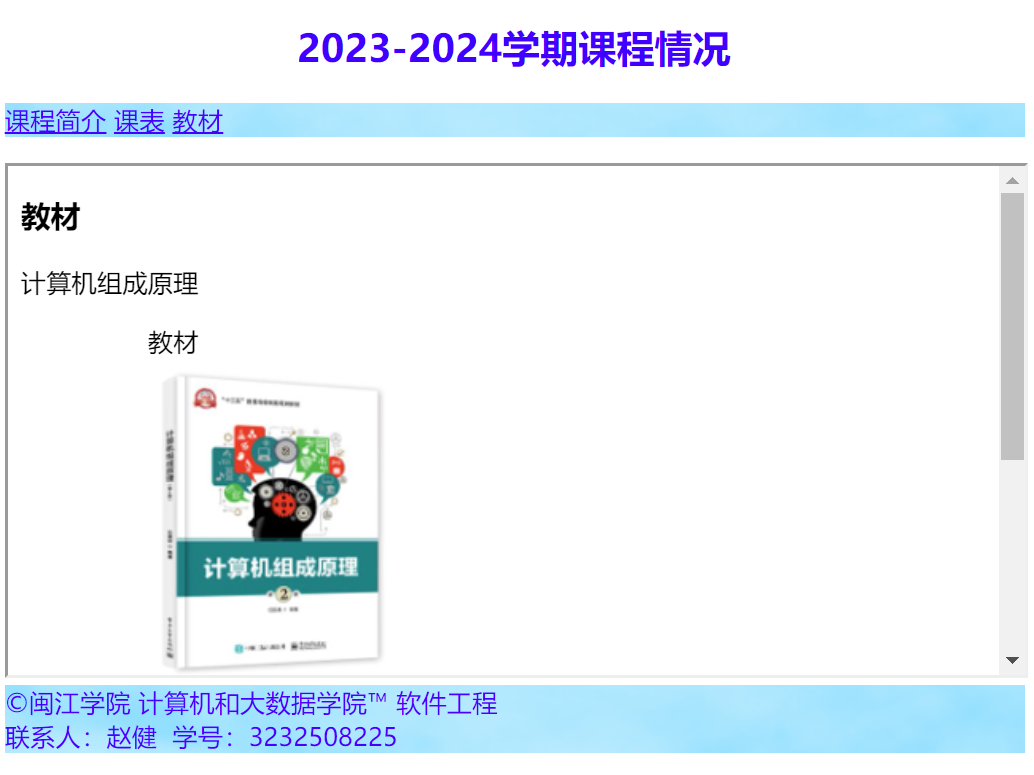 2023-2024学期课程情况
课程简介 课表 教材
教材
计算机组成原理
教材
计算机组成原理
2
©闽江学院 计算机和大数据学院™ 软件工程
联系人：赵健 学号：3232508225